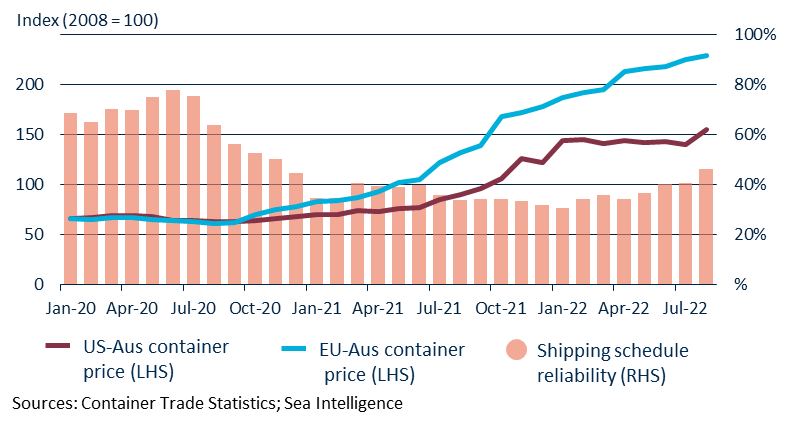 Index (2008 = 100)
100%
200 80%
150 60%
100 40%
50 20%
0 %
Jan-20 Apr-20 Jul-20 Oct-20 Jan-21 Apr-21 Jul-21 Oct-21 Jan-22 Apr-22 Jul-22
US-Aus container EU-Aus container Shipping schedule
price (LHS) price (LHS) reliability (RHS)
Sources: Container Trade Statistics; Sea Intelligence